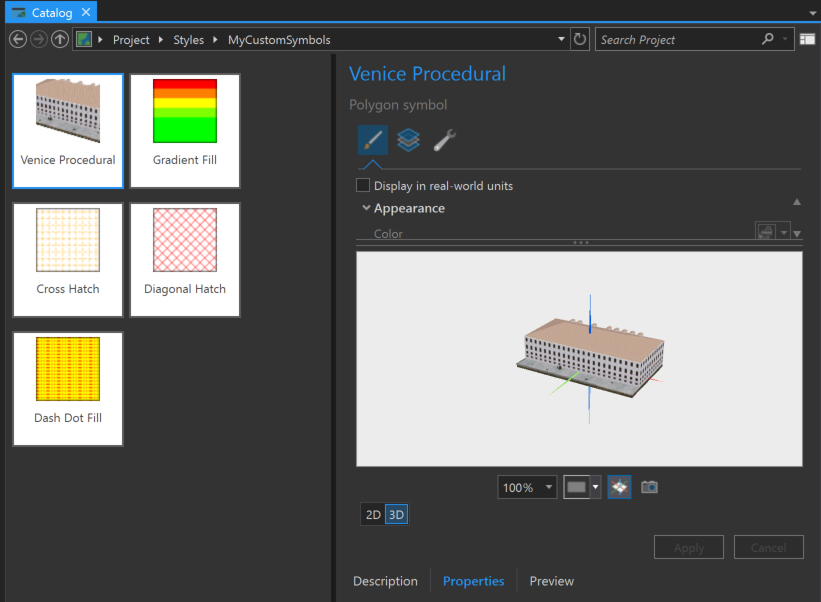 Catalog
Project Styles MyCustomSymbols
Search Project
Venice Procedural
Gradient Fill
Cross Hatch
Diagonal Hatch
Dash Dot Fill
Venice Procedural
Polygon symbol
Display in real-world units
Appearance
Color
100%
2D 3D
Apply Cancel
Description Properties Preview